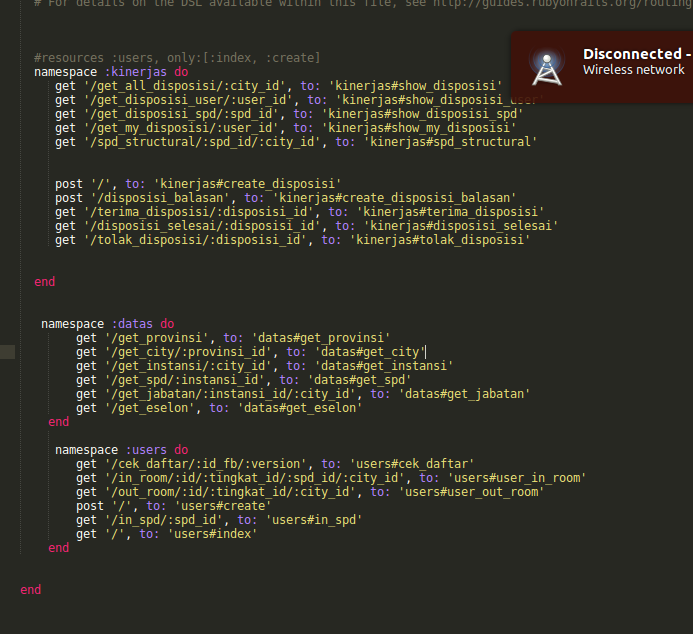 # For details on the DSL available within this file, see http://guides.rubyonrails.org/routing
#resources :users, only:[:index, :create]
namespace :kinerjas do
get '/get_all_disposisi/:city_id', to: 'kinerjas#show_disposisi'
get '/get_disposisi_user/:user_id', to: 'kinerjas#show_disposisi_user'
get '/get_disposisi_spd/:spd_id', to: 'kinerjas#show_disposisi_spd'
get '/get_my_disposisi/:user_id', to: 'kinerjas#show_my_disposisi'
get '/spd_structural/:spd_id/:city_id', to: 'kinerjas#spd_structural'
post '/', to: 'kinerjas#create_disposisi'
post '/disposisi_balasan', to: 'kinerjas#create_disposisi_balasan'
get '/terima_disposisi/:disposisi_id', to: 'kinerjas#terima_disposisi'
get '/disposisi_selesai/:disposisi_id', to: 'kinerjas#disposisi_selesai'
get '/tolak_disposisi/:disposisi_id', to: 'kinerjas#tolak_disposisi'
end
namespace :datas do
get '/get_provinsi', to: 'datas#get_provinsi'
get '/get_city/:provinsi_id', to: 'datas#get_city'
get '/get_instansi/:city_id', to: 'datas#get_instansi'
get '/get_spd/:instansi_id', to: 'datas#get_spd'
get '/get_jabatan/:instansi_id/:city_id', to: 'datas#get_jabatan'
get '/get_eselon', to: 'datas#get_eselon'
end
namespace :users do
get '/cek_daftar/:id_fb/:version', to: 'users#cek_daftar'
get '/in_room/:id/:tingkat_id/:spd_id/:city_id', to: 'users#user_in_room'
get '/out_room/:id/:tingkat_id/:city_id', to: 'users#user_out_room'
post '/', to: 'users#create'
get '/in_spd/:spd_id', to: 'users#in_spd'
get '/', to: 'users#index'
end
end
Disconnected -
Wireless network